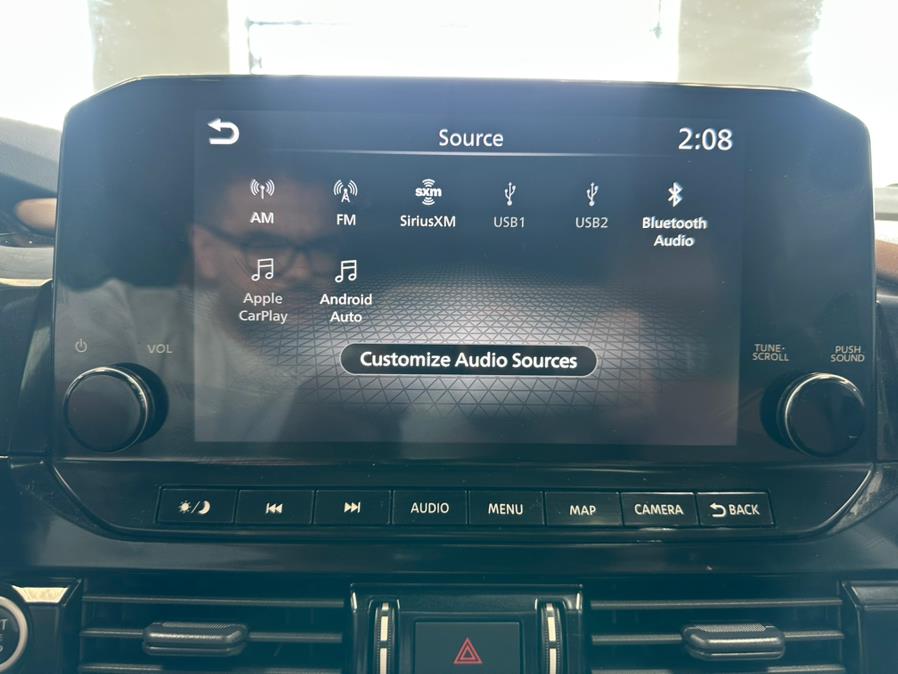 Source
2:08
AM
FM
sxm
SiriusXM
USB1
USB2
Bluetooth
Audio
Apple
CarPlay
Android
Auto
Customize Audio Sources
VOL
TUNE·
SCROLL
PUSH
SOUND
AUDIO
MENU
MAP
CAMERA
BACK